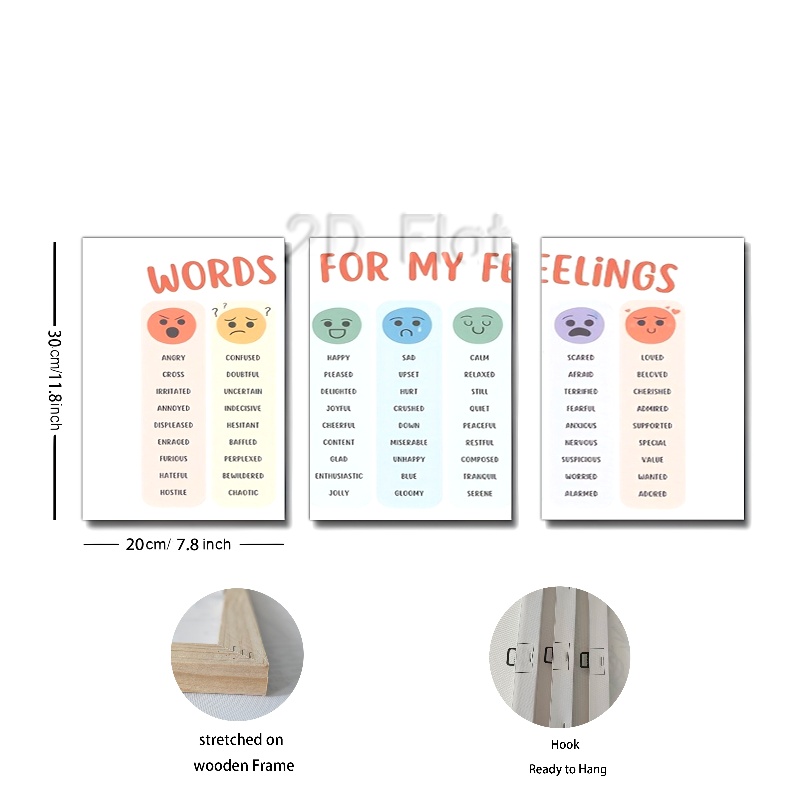 2D Flat
WORDS FOR MY FEEELiNGS
? ? ?
ANGRY
CROSS
IRRITATED
ANNOYED
DISPLEASED
ENRAGED
FURIOUS
HATEFUL
HOSTILE
CONFUSED
DOUBTFUL
UNCERTAIN
INDECISIVE
HESITANT
BAFFLED
PERPLEXED
BEWILDERED
CHAOTIC
HAPPY
PLEASED
DELIGHTED
JOYFUL
CHEERFUL
CONTENT
GLAD
ENTHUSIASTIC
JOLLY
SAD
UPSET
HURT
CRUSHED
DOWN
MISERABLE
UNHAPPY
BLUE
GLOOMY
CALM
RELAXED
STILL
QUIET
PEACEFUL
RESTFUL
COMPOSED
TRANQUIL
SERENE
SCARED
AFRAID
TERRIFIED
FEARFUL
ANXIOUS
NERVOUS
SUSPICIOUS
WORRIED
ALARMED
LOVED
BELOVED
CHERISHED
ADMIRED
SUPPORTED
SPECIAL
VALUE
WANTED
ADORED
30cm/11.8inch
20cm/ 7.8 inch
stretched on
wooden Frame
Hook
Ready to Hang